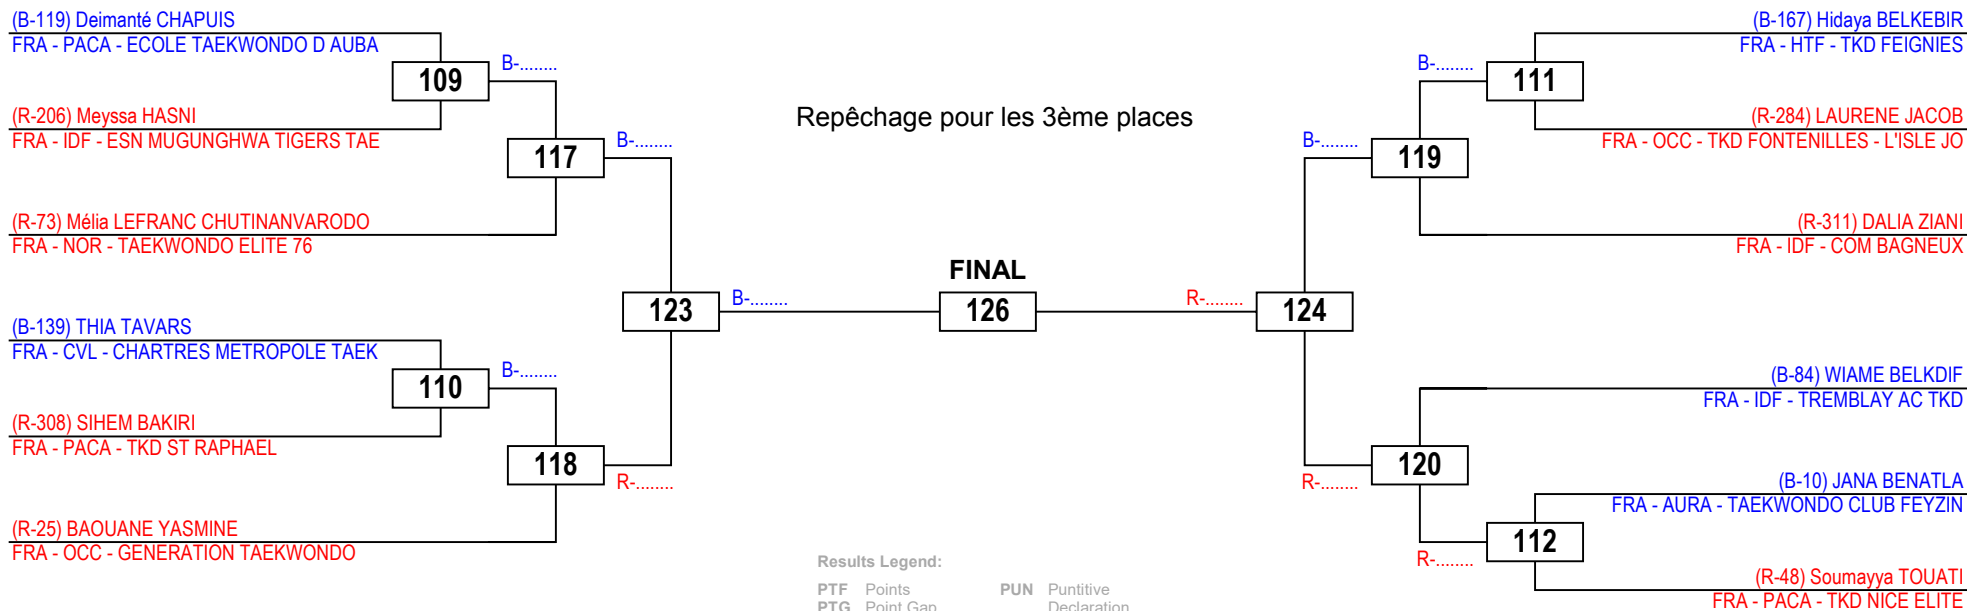 (B-119) Deimanté CHAPUIS
FRA - PACA - ECOLE TAEKWONDO D AUBA
109
B-........
(R-206) Meyssa HASNI
FRA - IDF - ESN MUGUNGHWA TIGERS TAE
117
B-........
(R-73) Mélia LEFRANC CHUTINANVARODO
FRA - NOR - TAEKWONDO ELITE 76
123
B-........
(B-139) THIA TAVARS
FRA - CVL - CHARTRES METROPOLE TAEK
110
B-........
(R-308) SIHEM BAKIRI
FRA - PACA - TKD ST RAPHAEL
118
R-........
(R-25) BAOUANE YASMINE
FRA - OCC - GENERATION TAEKWONDO
Repêchage pour les 3ème places
FINAL
126
(B-167) Hidaya BELKEBIR
FRA - HTF - TKD FEIGNIES
B-........
111
(R-284) LAURENE JACOB
FRA - OCC - TKD FONTENILLES - L'ISLE JO
B-........
119
(R-311) DALIA ZIANI
FRA - IDF - COM BAGNEUX
R-........
124
(B-84) WIAME BELKDIF
FRA - IDF - TREMBLAY AC TKD
R-........
120
(B-10) JANA BENATLA
FRA - AURA - TAEKWONDO CLUB FEYZIN
R-........
112
(R-48) Soumayya TOUATI
FRA - PACA - TKD NICE ELITE
Results Legend:
PTF Points PUN Puntitive
PTG Point Gap Declaration